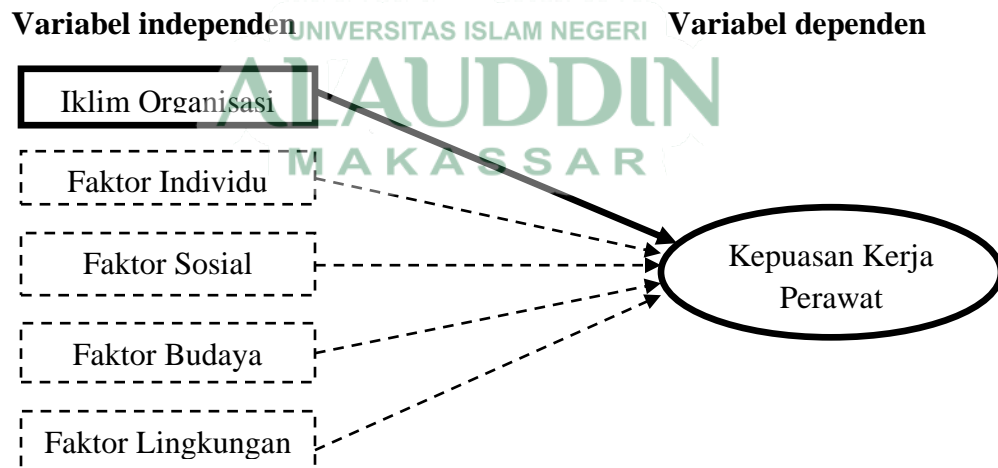 Variabel independen
Variabel dependen
UNIVERSITAS ISLAM NEGERI
ALAUDDIN
MAKASSAR
Iklim Organisasi
Faktor Individu
Faktor Sosial
Faktor Budaya
Faktor Lingkungan
Kepuasan Kerja
Perawat